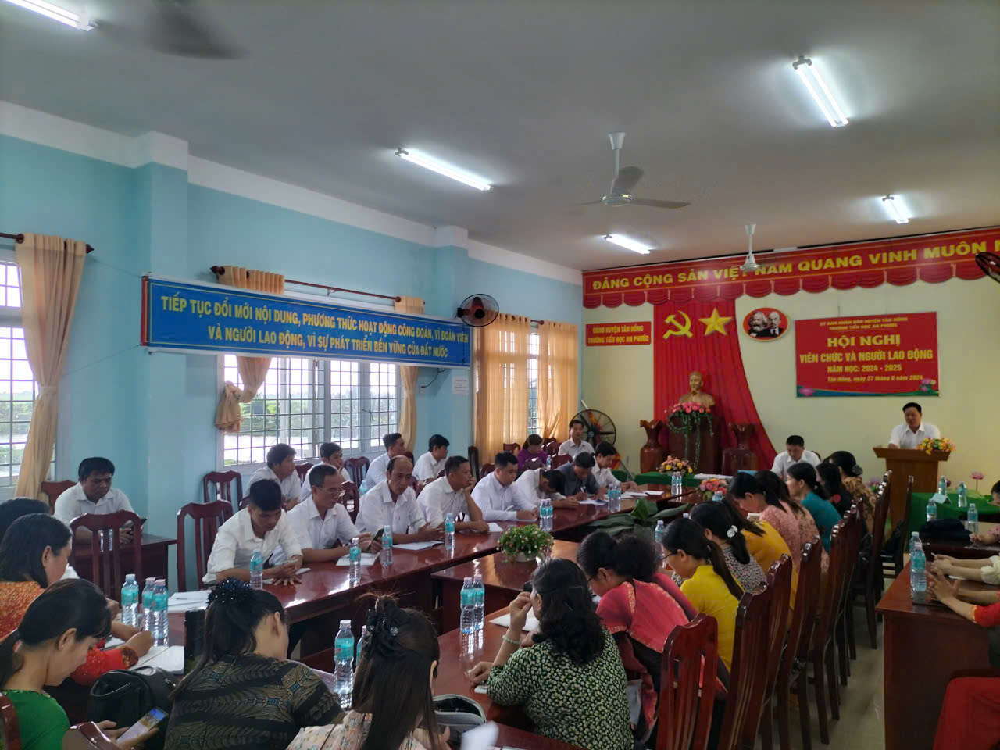 TIẾP TỤC ĐỔI MỚI NỘI DUNG, PHƯƠNG THỨC HOẠT ĐỘNG CÔNG ĐOÀN, VÌ ĐOÀN VIÊN
VÀ NGƯỜI LAO ĐỘNG, VÌ SỰ PHÁT TRIỂN BỀN VỮNG CỦA ĐẤT NƯỚC
ĐẢNG CỘNG SẢN VIỆT NAM QUANG VINH MUÔN
UBND HUYỆN TÂN HỒNG
TRƯỜNG TIỂU HỌC AN PHƯỚC
ỦY BAN NHÂN DÂN HUYỆN TÂN HỒNG
TRƯỜNG TIỂU HỌC AN PHƯỚC
HỘI NGHỊ
VIÊN CHỨC VÀ NGƯỜI LAO ĐỘNG
NĂM HỌC: 2024 - 2025
Tân Hồng, ngày 27 tháng 9 năm 2024